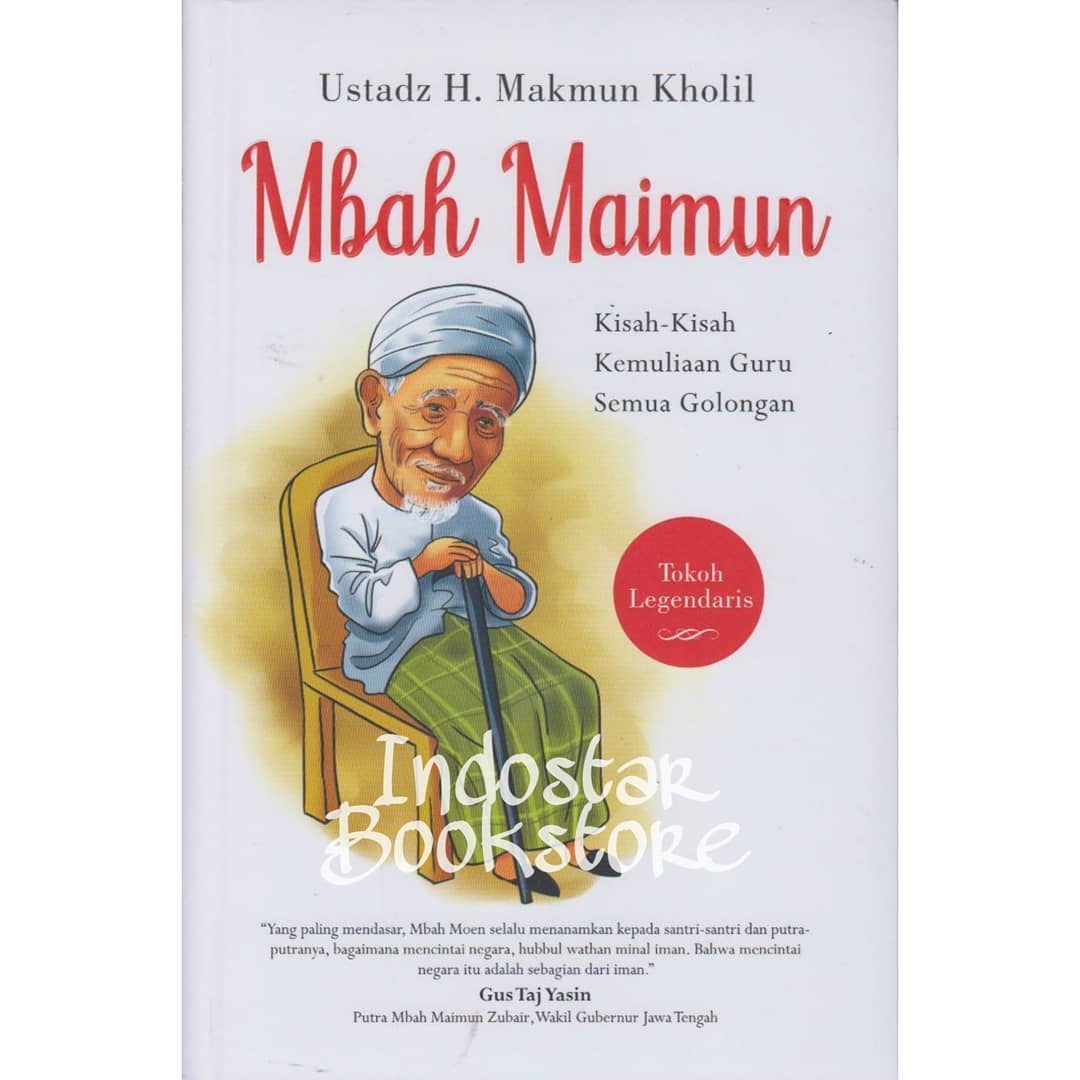 Ustadz H. Makmun Kholil
Mbah Maimun
Kisah-Kisah
Kemuliaan Guru
Semua Golongan
Tokoh
Legendaris
Indostar
Bookstore
“Yang paling mendasar, Mbah Moen selalu menanamkan kepada santri-santri dan putra-
putranya, bagaimana mencintai negara, hubbul wathan minal iman. Bahwa mencintai
negara itu adalah sebagian dari iman.”
Gus Taj Yasin
Putra Mbah Maimun Zubair, Wakil Gubernur Jawa Tengah